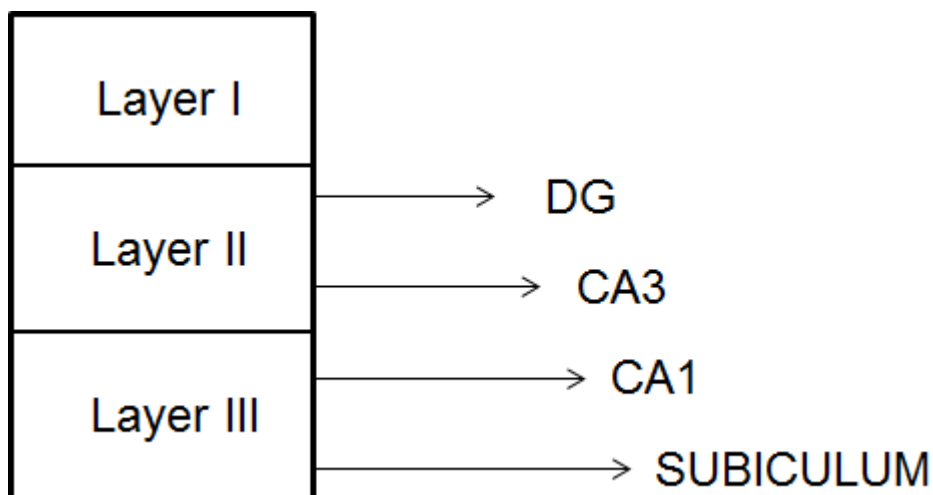 Layer I
DG
Layer II
CA3
CA1
Layer III
SUBICULUM